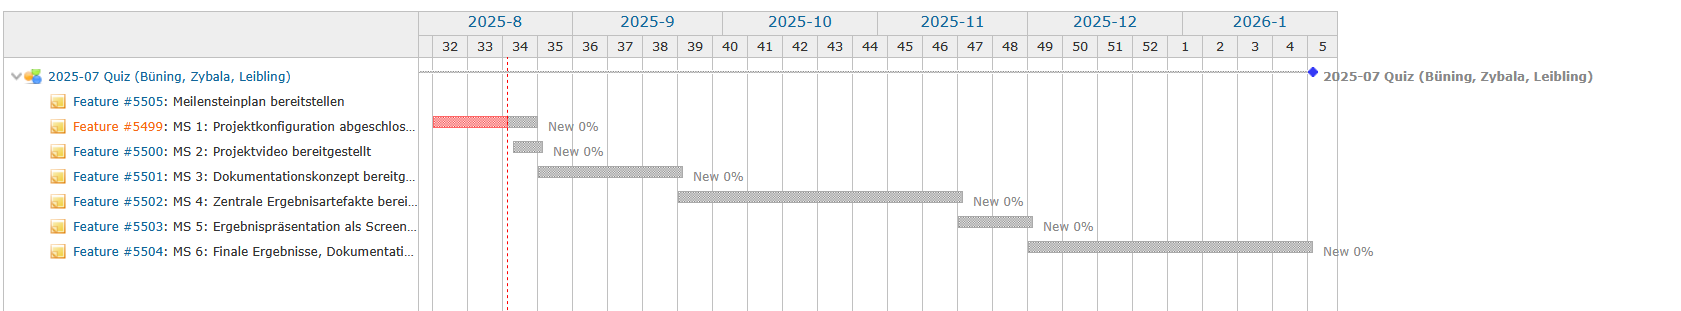 2025-8 2025-9 2025-10 2025-11 2025-12 2026-1
32 33 34 35 36 37 38 39 40 41 42 43 44 45 46 47 48 49 50 51 52 1 2 3 4 5
2025-07 Quiz (Büning, Zybala, Leibling) 2025-07 Quiz (Büning, Zybala, Leibling)
Feature #5505: Meilensteinplan bereitstellen
Feature #5499: MS 1: Projektkonfiguration abgeschlos... New 0%
Feature #5500: MS 2: Projektvideo bereitgestellt New 0%
Feature #5501: MS 3: Dokumentationskonzept bereitg... New 0%
Feature #5502: MS 4: Zentrale Ergebnisartefakte berei... New 0%
Feature #5503: MS 5: Ergebnispräsentation als Screen... New 0%
Feature #5504: MS 6: Finale Ergebnisse, Dokumentati... New 0%